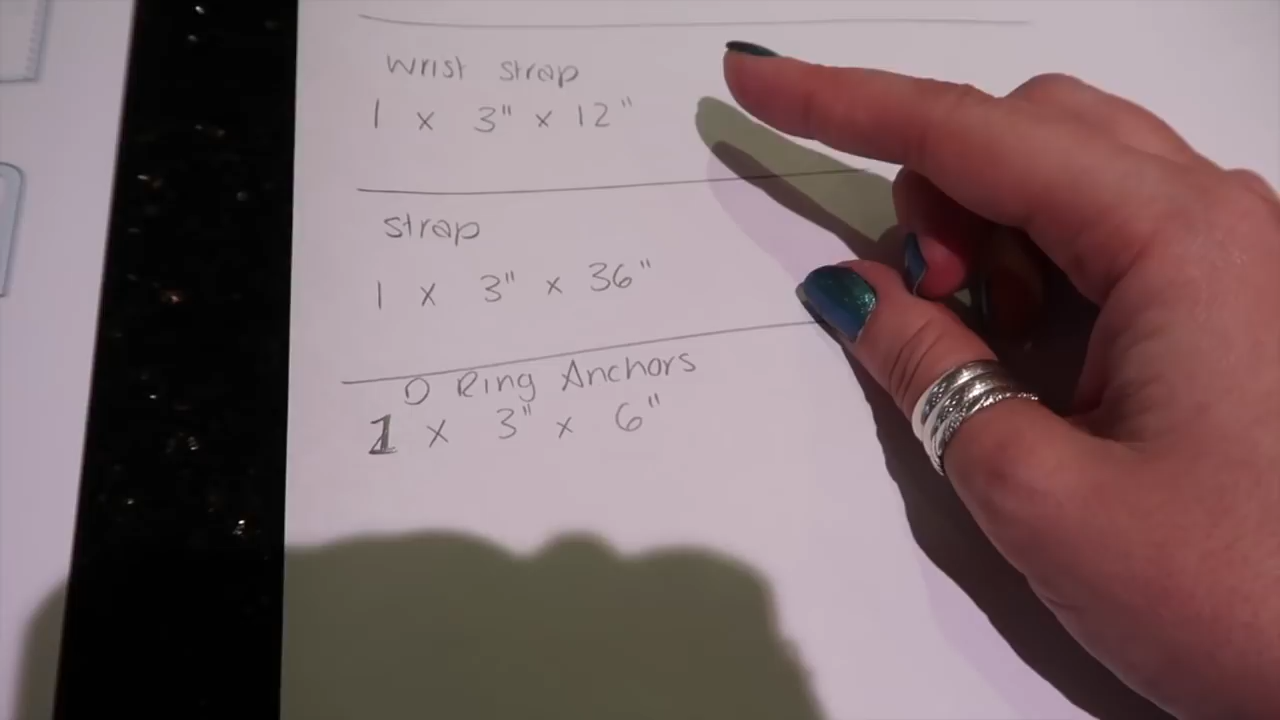 wrist strap
1 x 3" x 12"
strap
1 x 3" x 36"
D Ring Anchors
1 x 3" x 6"